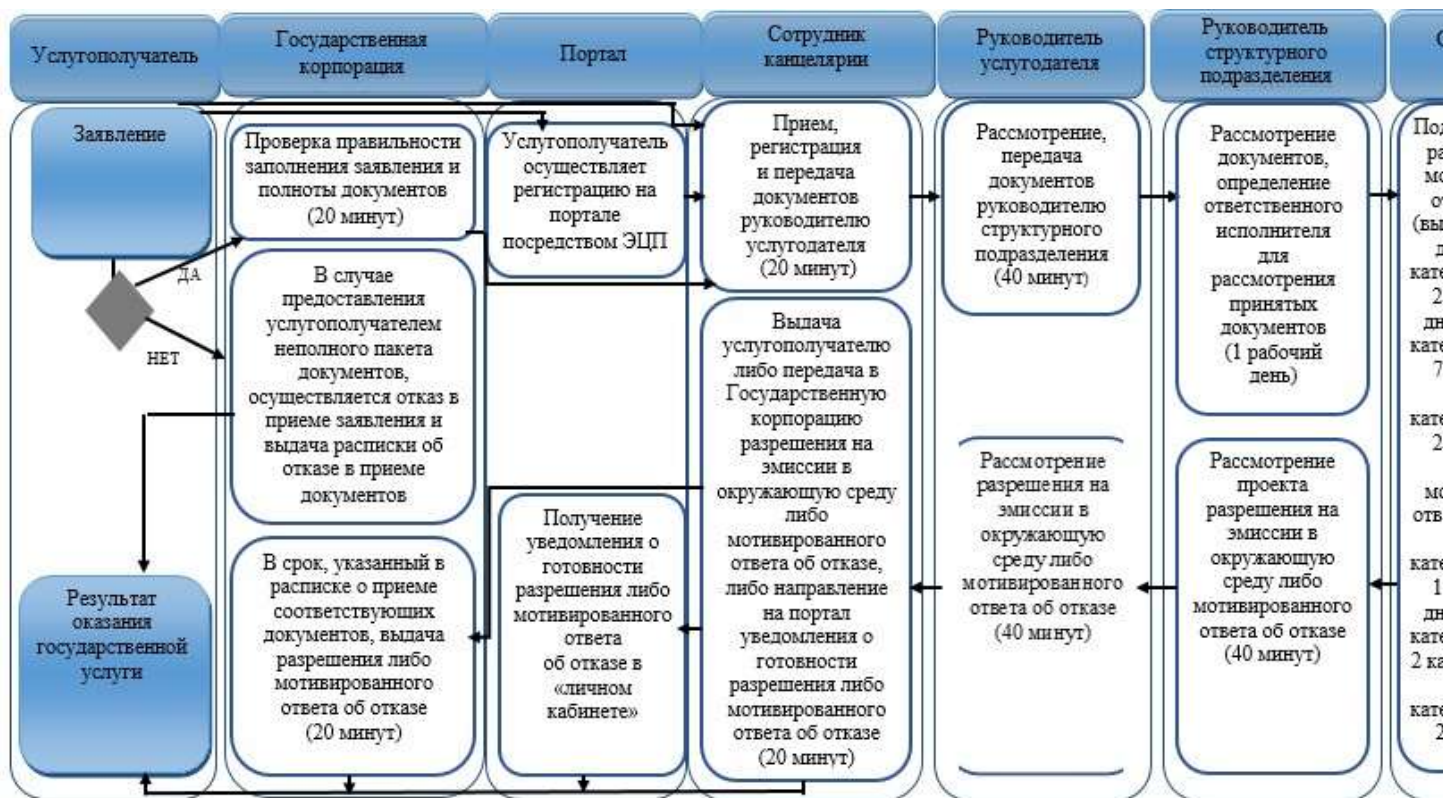 Услугополучатель
Государственная
корпорация
Портал
Сотрудник
канцелярии
Руководитель
услугодателя
Руководитель
структурного
подразделения
Заявление
ДА
НЕТ
Результат
оказания
государственной
услуги
Проверка правильности
заполнения заявления и
полноты документов
(20 минут)
В случае
предоставления
услугополучателем
неполного пакета
документов,
осуществляется отказ в
приеме заявления и
выдача расписки об
отказе в приеме
документов
В срок, указанный в
расписке о приеме
соответствующих
документов, выдача
разрешения либо
мотивированного
ответа об отказе
(20 минут)
Услугополучатель
осуществляет
регистрацию на
портале
посредством ЭЦП
Получение
уведомления о
готовности
разрешения либо
мотивированного
ответа
об отказе в
«личном
кабинете»
Прием,
регистрация
и передача
документов
руководителю
услугодателя
(20 минут)
Выдача
услугополучателю
либо передача в
Государственную
корпорацию
разрешения на
эмиссии в
окружающую среду
либо
мотивированного
ответа об отказе,
либо направление
на портал
уведомления о
готовности
разрешения либо
мотивированного
ответа об отказе
(20 минут)
Рассмотрение,
передача
документов
руководителю
структурного
подразделения
(40 минут)
Рассмотрение
разрешения на
эмиссии в
окружающую
среду либо
мотивированного
ответа об отказе
(40 минут)
Рассмотрение
документов,
определение
ответственного
исполнителя
для
рассмотрения
принятых
документов
(1 рабочий
день)
Рассмотрение
проекта
разрешения на
эмиссии в
окружающую
среду либо
мотивированного
ответа об отказе
(40 минут)